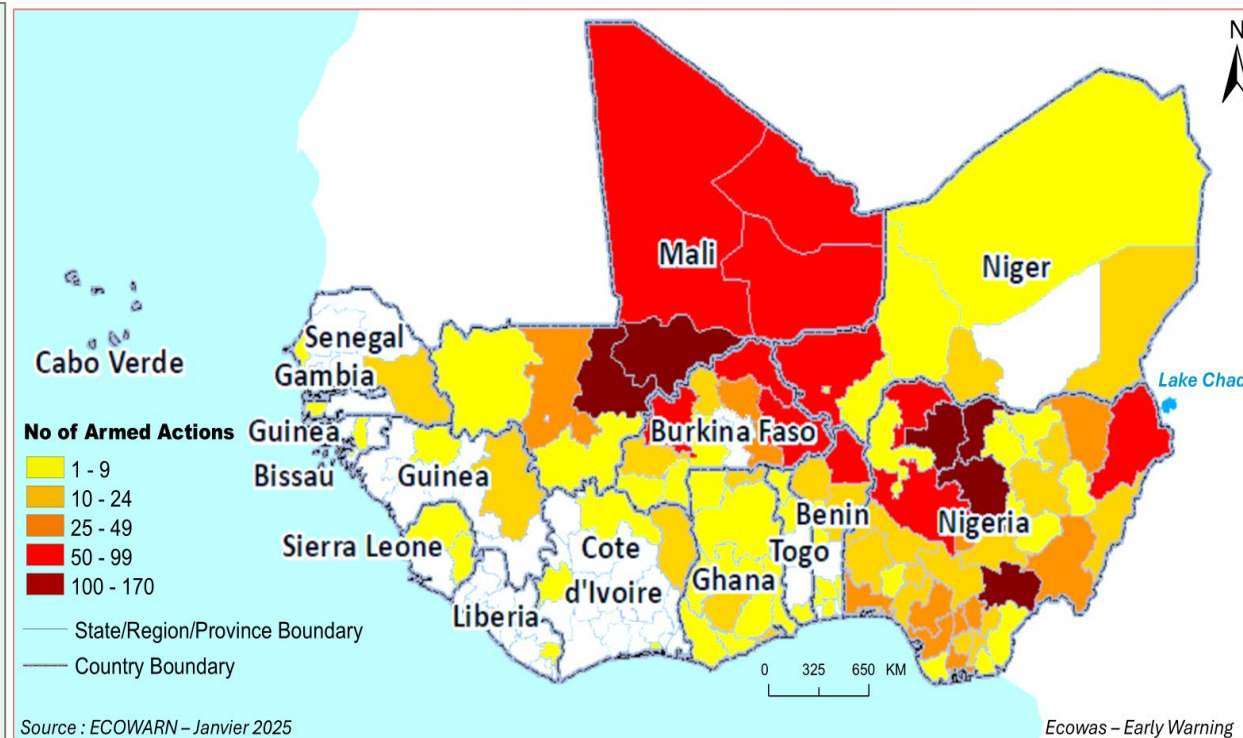 N
Mali
Niger
Senegal
Cabo Verde
Gambia
Lake Chad
No of Armed Actions
Guinea
Bissau
Burkina Faso
1 - 9
10 - 24
Guinea
Benin
Nigeria
25 - 49
Sierra Leone
Cote
d'Ivoire
Togo
50 - 99
Ghana
100 - 170
Liberia
State/Region/Province Boundary
Country Boundary
0 325 650 KM
Source : ECOWARN – Janvier 2025
Ecowas – Early Warning